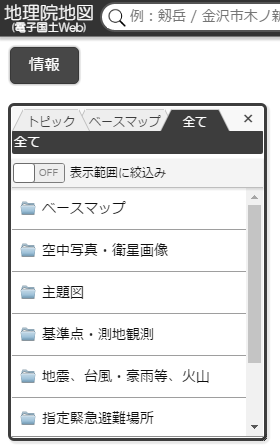 地理院地図
(電子国土Web)
例：剱岳 / 金沢市木ノ新
情報
トピック ベースマップ 全て ×
全て
OFF 表示範囲に絞込み
ベースマップ
空中写真・衛星画像
主題図
基準点・測地観測
地震、台風・豪雨等、火山
指定緊急避難場所